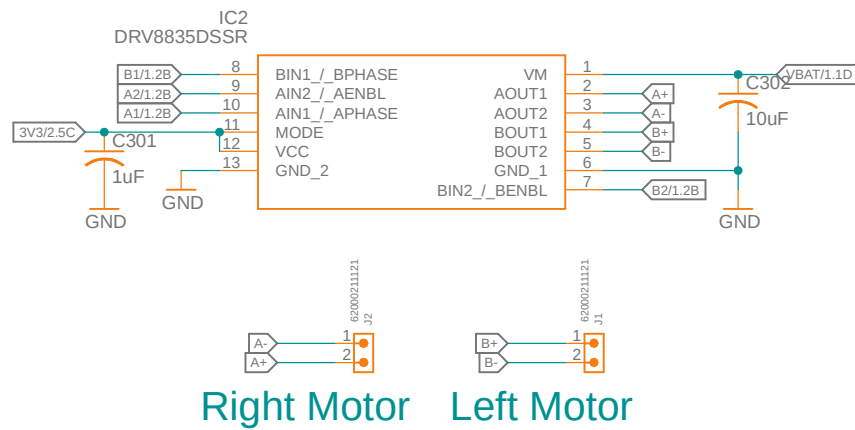 IC2
DRV8835DSSR
B1/1.2B 8 BIN1_/_BPHASE VM 1 VBAT/1.1D
A2/1.2B 9 AIN2_/_AENBL AOUT1 2 A+ C302
A1/1.2B 10 AIN1_/_APHASE AOUT2 3 A- 10uF
3V3/2.5C 11 MODE BOUT1 4 B+
C301 12 VCC BOUT2 5 B-
1uF 13 GND_2 GND_1 6
BIN2_/_BENBL 7 B2/1.2B
GND GND GND
62000211121 62000211121
J2 J1
A- 1 B+ 1
A+ 2 B- 2
Right Motor Left Motor